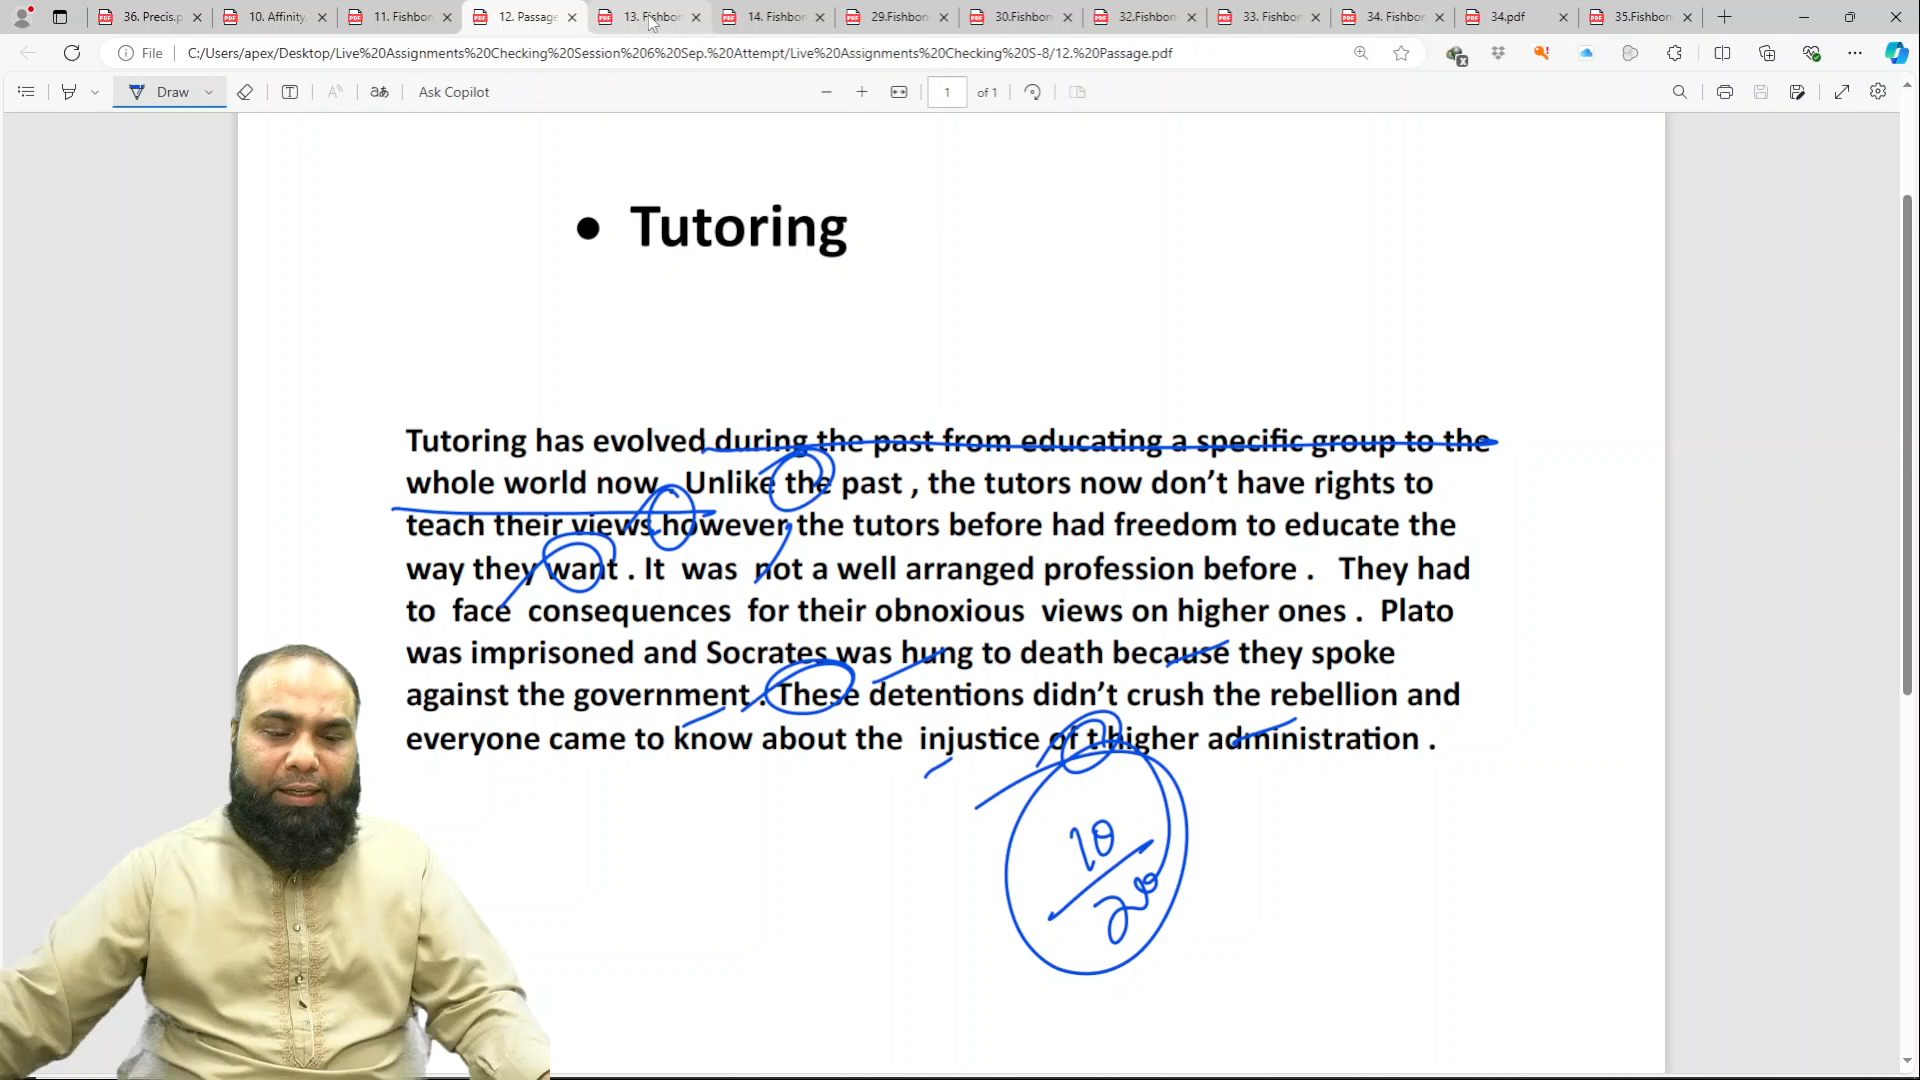 36. Precis.p
10. Affinity.
11. Fishbon
12. Passage
13. Fishbon
14. Fishbon
29.Fishbon
30.Fishbon
32.Fishbon
33. Fishbon
34. Fishbon
34.pdf
35.Fishbon
File
C:/Users/apex/Desktop/Live%20Assignments%20Checking%20Session%206%20Sep.%20Attempt/Live%20Assignments%20Checking%20S-8/12.%20Passage.pdf
Draw
Ask Copilot
1 of 1
• Tutoring
Tutoring has evolved during the past from educating a specific group to the
whole world now . Unlike the past , the tutors now don't have rights to
teach their views however the tutors before had freedom to educate the
way they want . It was not a well arranged profession before . They had
to face consequences for their obnoxious views on higher ones . Plato
was imprisoned and Socrates was hung to death because they spoke
against the government . These detentions didn't crush the rebellion and
everyone came to know about the injustice of t higher administration .
10
20